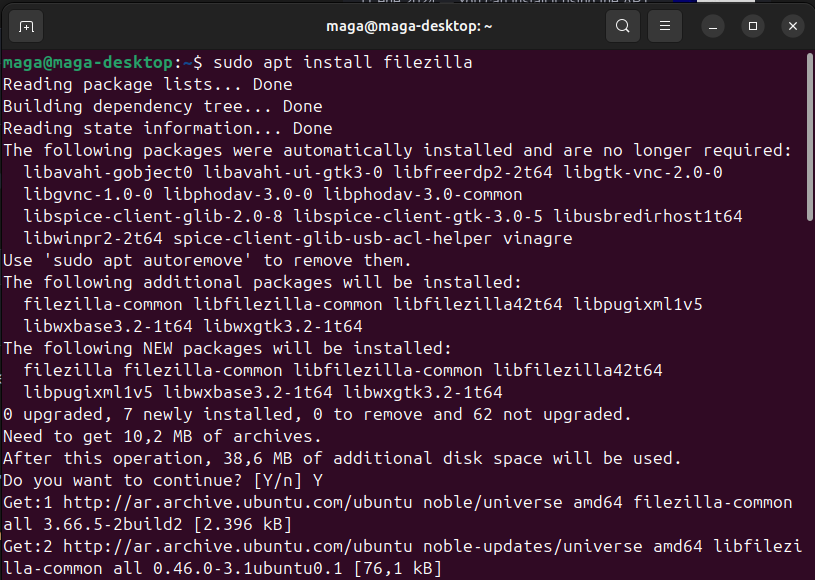 maga@maga-desktop: ~
maga@maga-desktop:~$ sudo apt install filezilla
Reading package lists... Done
Building dependency tree... Done
Reading state information... Done
The following packages were automatically installed and are no longer required:
  libavahi-gobject0 libavahi-ui-gtk3-0 libfreerdp2-2t64 libgtk-vnc-2.0-0
  libgvnc-1.0-0 libphodav-3.0-0 libphodav-3.0-common
  libspice-client-glib-2.0-8 libspice-client-gtk-3.0-5 libusbredirhost1t64
  libwinpr2-2t64 spice-client-glib-usb-acl-helper vinagre
Use 'sudo apt autoremove' to remove them.
The following additional packages will be installed:
  filezilla-common libfilezilla-common libfilezilla42t64 libpugixml1v5
  libwxbase3.2-1t64 libwxgtk3.2-1t64
The following NEW packages will be installed:
  filezilla filezilla-common libfilezilla-common libfilezilla42t64
  libpugixml1v5 libwxbase3.2-1t64 libwxgtk3.2-1t64
0 upgraded, 7 newly installed, 0 to remove and 62 not upgraded.
Need to get 10,2 MB of archives.
After this operation, 38,6 MB of additional disk space will be used.
Do you want to continue? [Y/n] Y
Get:1 http://ar.archive.ubuntu.com/ubuntu noble/universe amd64 filezilla-common
all 3.66.5-2build2 [2.396 kB]
Get:2 http://ar.archive.ubuntu.com/ubuntu noble-updates/universe amd64 libfilezi
lla-common all 0.46.0-3.1ubuntu0.1 [76,1 kB]